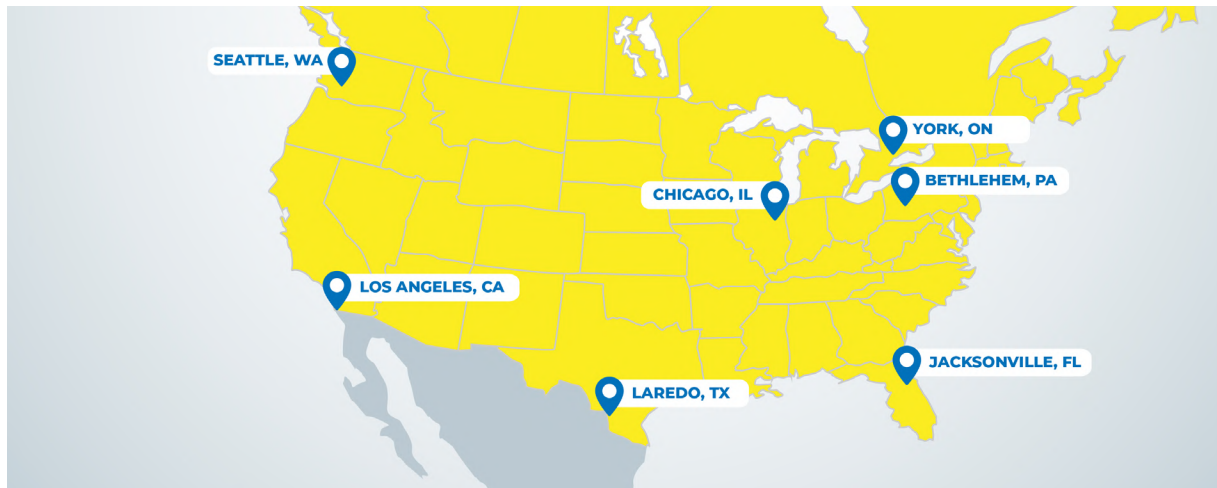 SEATTLE, WA
YORK, ON
BETHLEHEM, PA
CHICAGO, IL
LOS ANGELES, CA
JACKSONVILLE, FL
LAREDO, TX